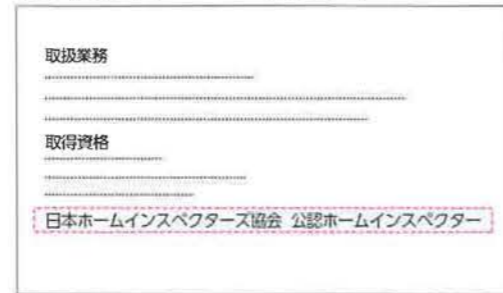 取扱業務
取得資格
日本ホームインスペクターズ協会 公認ホームインスペクター